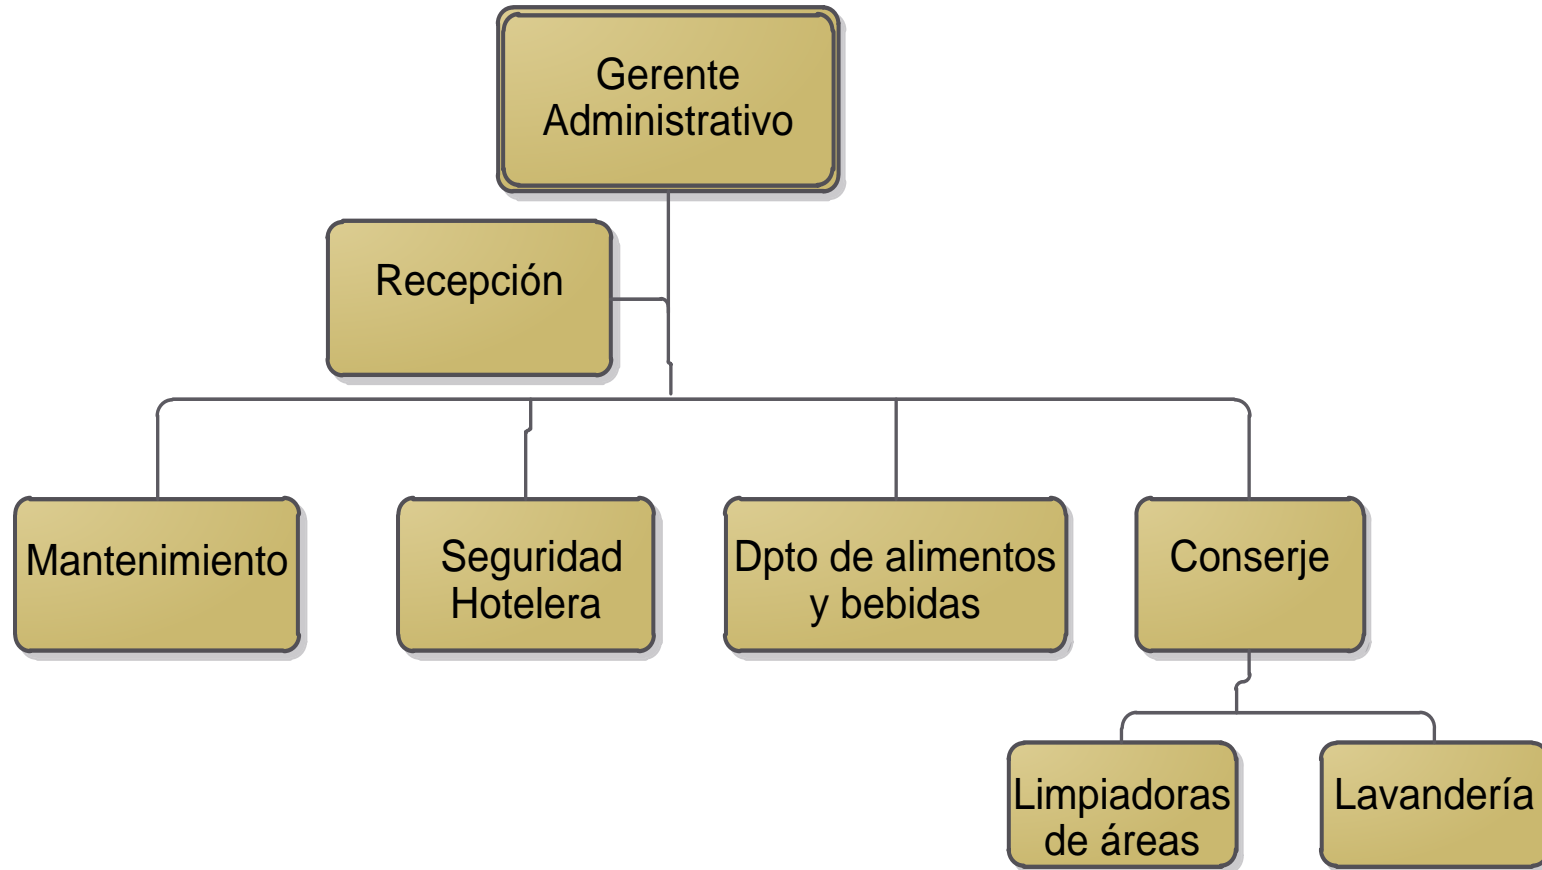 Gerente
Administrativo
Recepción
Mantenimiento
Seguridad
Hotelera
Dpto de alimentos
y bebidas
Conserje
Limpiadoras
de áreas
Lavandería